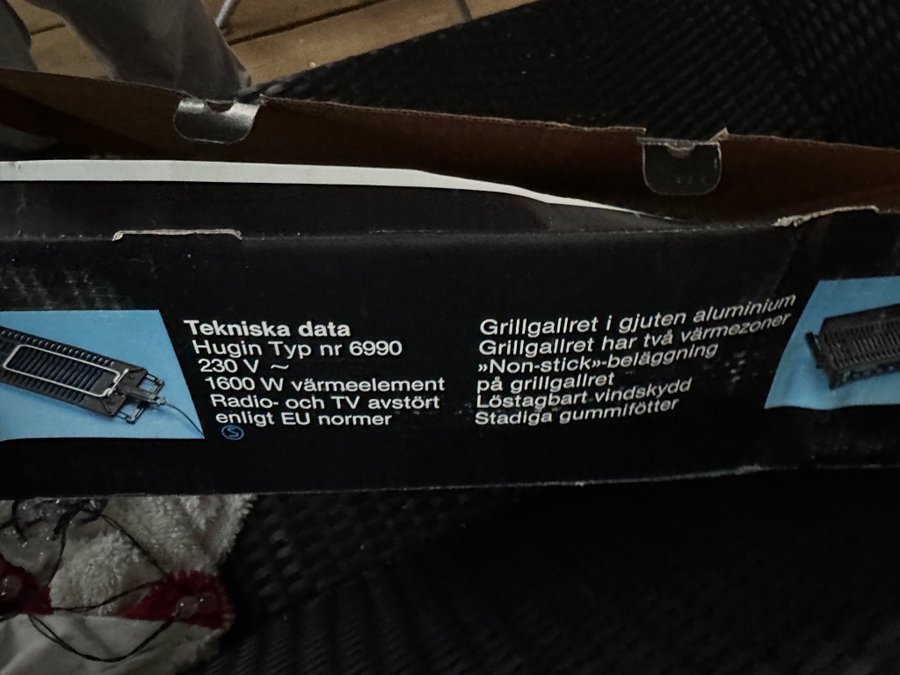 Tekniska data
Hugin Typ nr 6990
230 V ~
1600 W värmeelement
Radio- och TV avstört
enligt EU normer
S
Grillgallret i gjuten aluminium
Grillgallret har två värmezoner
»Non-stick»-beläggning
på grillgallret
Löstagbart vindskydd
Stadiga gummifötter